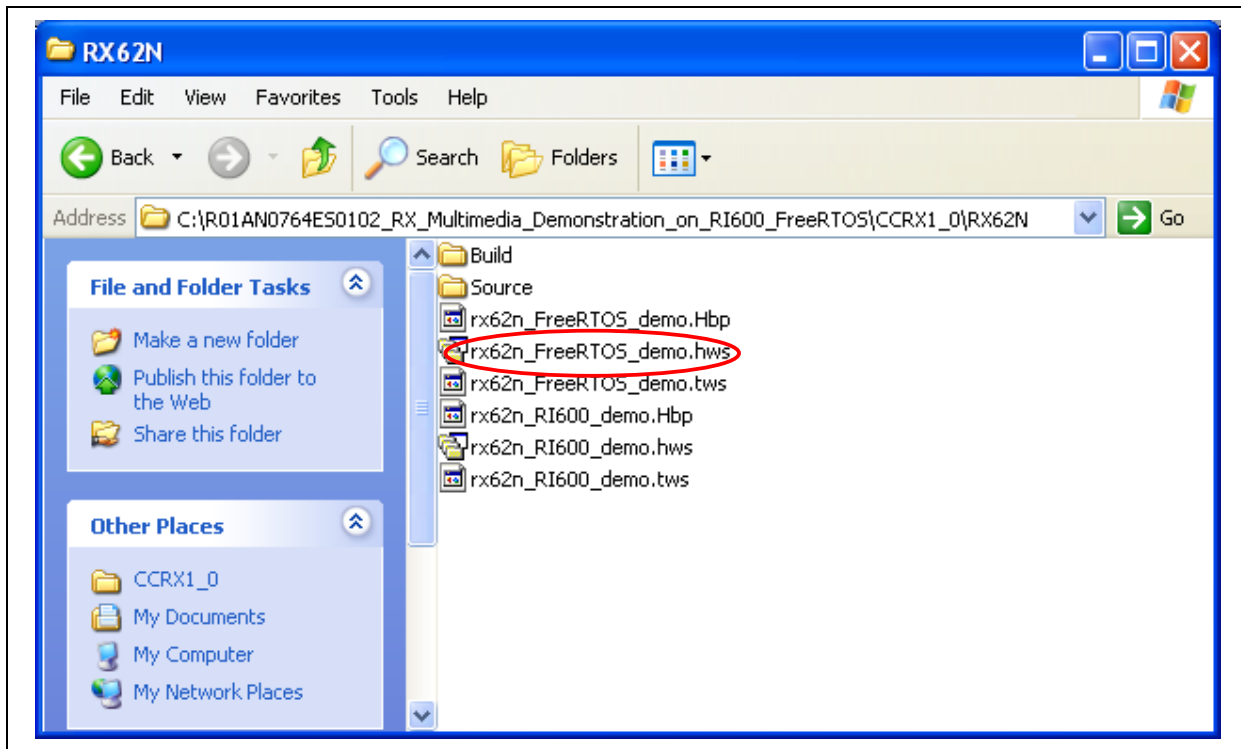 RX62N
File Edit View Favorites Tools Help
Back Search Folders
Address C:\R01AN0764ES0102_RX_Multimedia_Demonstration_on_RI600_FreeRTOS\CCRX1_0\RX62N Go
File and Folder Tasks
Make a new folder
Publish this folder to
the Web
Share this folder
Other Places
CCRX1_0
My Documents
My Computer
My Network Places
Build
Source
rx62n_FreeRTOS_demo.Hbp
rx62n_FreeRTOS_demo.hws
rx62n_FreeRTOS_demo.tws
rx62n_RI600_demo.Hbp
rx62n_RI600_demo.hws
rx62n_RI600_demo.tws